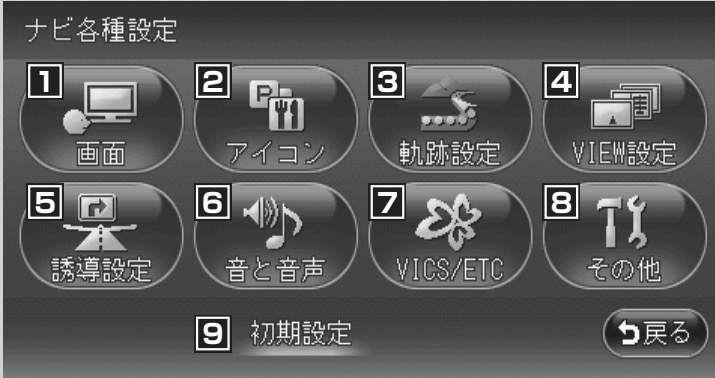 ナビ各種設定
1 2 3 4
P
画面 アイコン 軌跡設定 VIEW設定
5 6 7 8
誘導設定 音と音声 VICS/ETC その他
9 初期設定 戻る